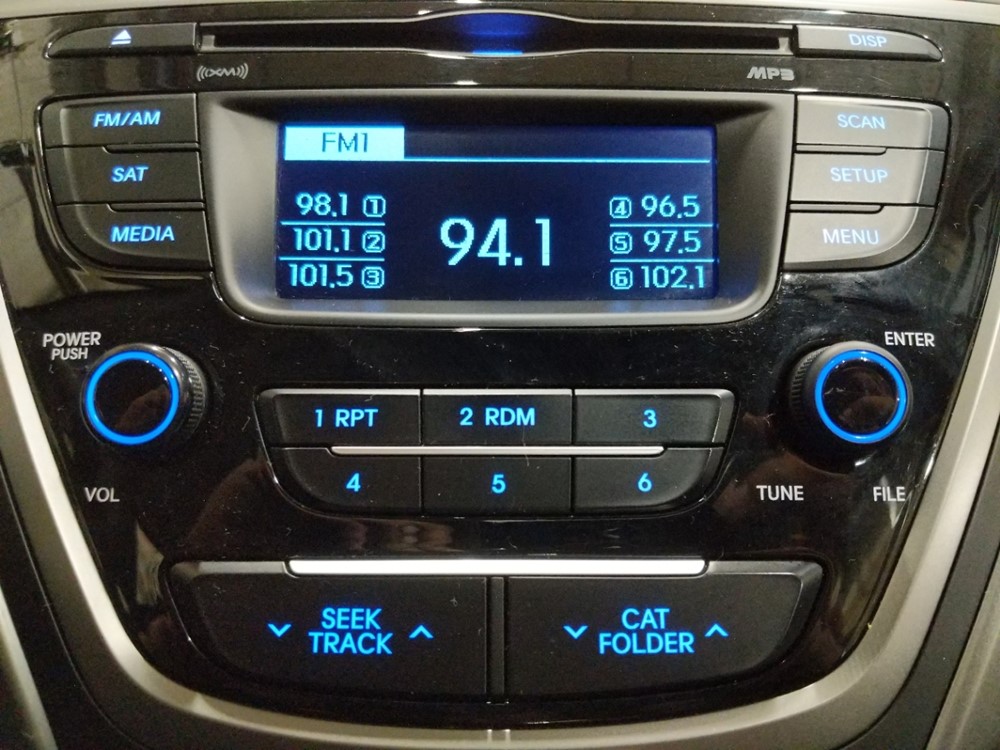 DISP
((XM)) MP3
FM/AM
SAT
MEDIA
FM1
98.1 1
101.1 2
101.5 3
94.1
4 96.5
5 97.5
6 102.1
SCAN
SETUP
MENU
POWER
PUSH
VOL
1 RPT 2 RDM 3
4 5 6
ENTER
TUNE FILE
SEEK
TRACK
CAT
FOLDER